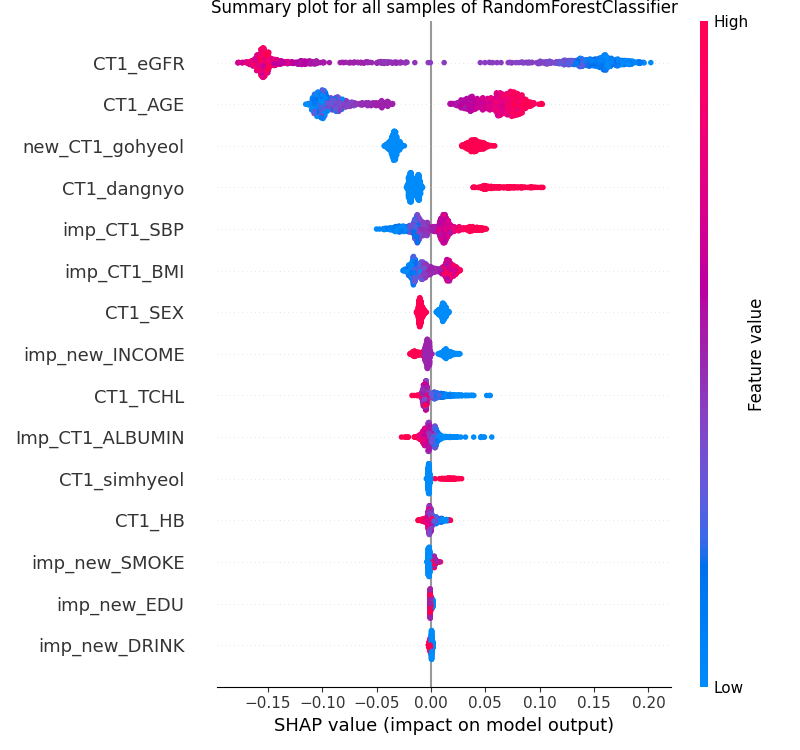 Summary plot for all samples of RandomForestClassifier
High
CT1_eGFR
CT1_AGE
new_CT1_gohyeol
CT1_dangnyo
imp_CT1_SBP
imp_CT1_BMI
CT1_SEX
imp_new_INCOME
CT1_TCHL
Imp_CT1_ALBUMIN
CT1_simhyeol
CT1_HB
imp_new_SMOKE
imp_new_EDU
imp_new_DRINK
Feature value
Low
−0.15 −0.10 −0.05 0.00 0.05 0.10 0.15 0.20
SHAP value (impact on model output)